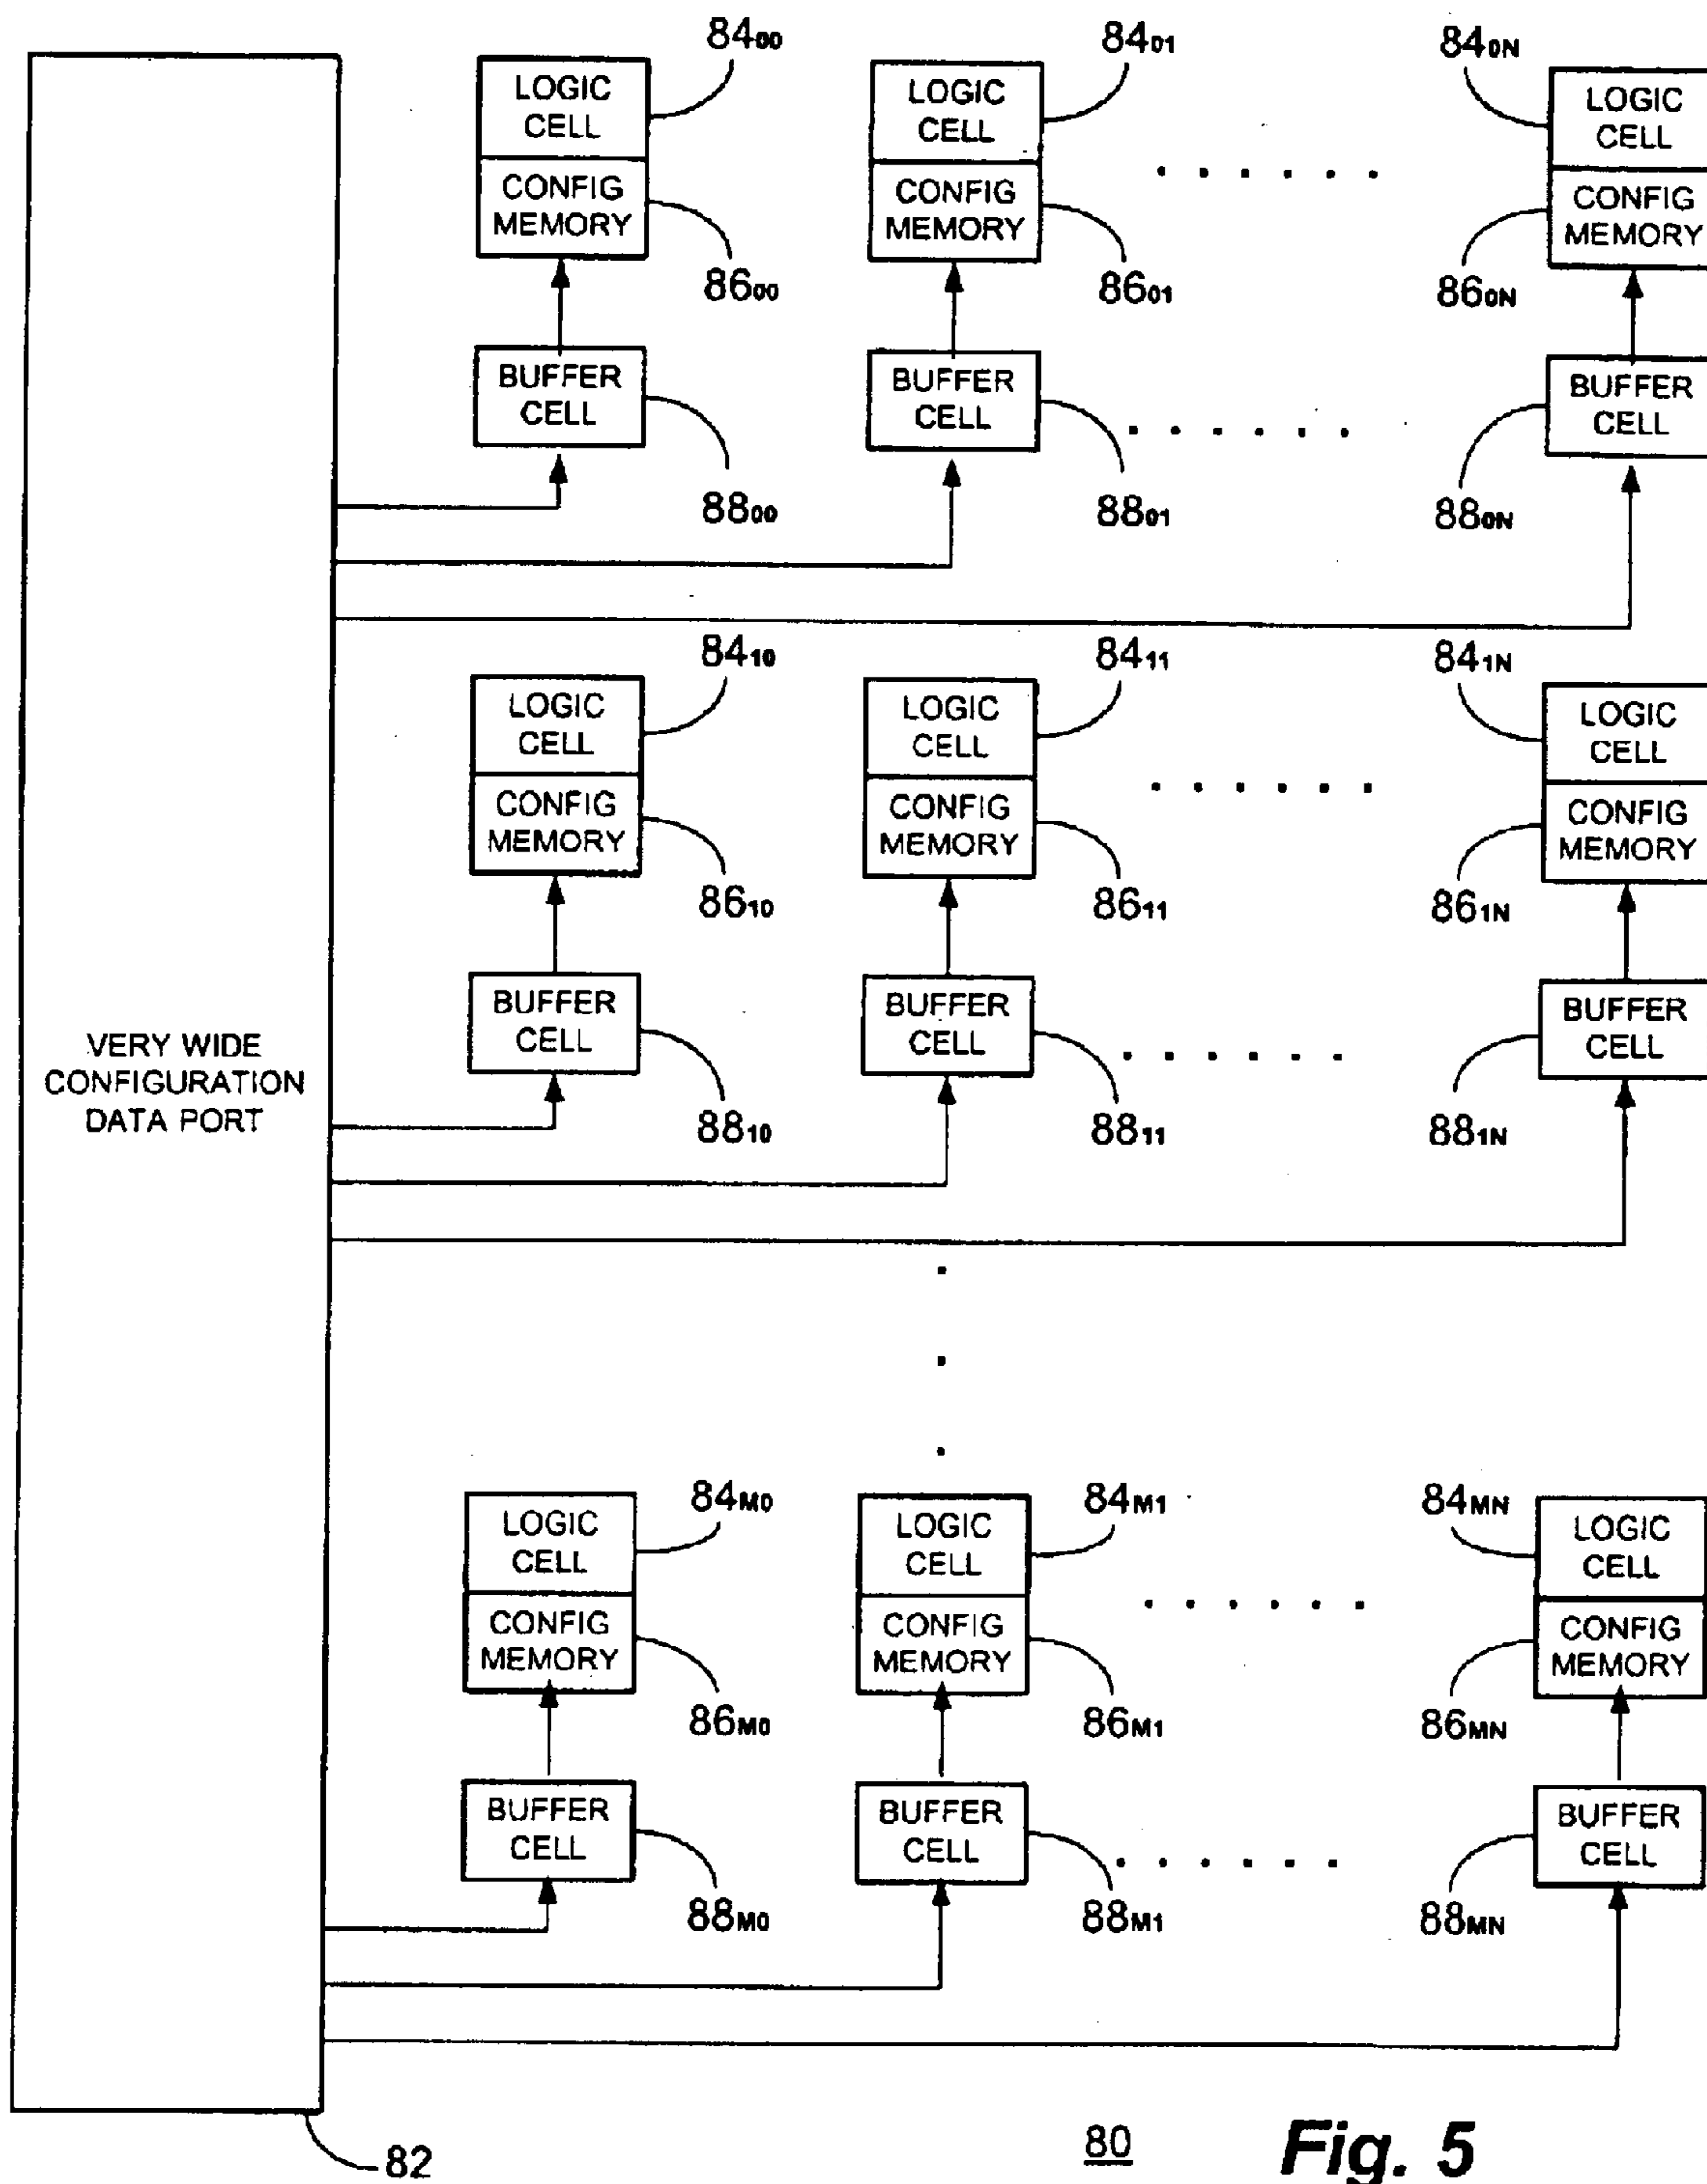 84₀₀
84₀₁
84₀N
LOGIC
CELL
LOGIC
CELL
LOGIC
CELL
CONFIG
MEMORY
CONFIG
MEMORY
CONFIG
MEMORY
86₀₀
86₀₁
86₀N
BUFFER
CELL
BUFFER
CELL
BUFFER
CELL
88₀₀
88₀₁
88₀N
84₁₀
84₁₁
84₁N
LOGIC
CELL
LOGIC
CELL
LOGIC
CELL
CONFIG
MEMORY
CONFIG
MEMORY
CONFIG
MEMORY
86₁₀
86₁₁
86₁N
BUFFER
CELL
BUFFER
CELL
BUFFER
CELL
VERY WIDE
CONFIGURATION
DATA PORT
88₁₀
88₁₁
88₁N
84M0
84M1
84MN
LOGIC
CELL
LOGIC
CELL
LOGIC
CELL
CONFIG
MEMORY
CONFIG
MEMORY
CONFIG
MEMORY
86M0
86M1
86MN
BUFFER
CELL
BUFFER
CELL
BUFFER
CELL
88M0
88M1
88MN
82
80
Fig. 5